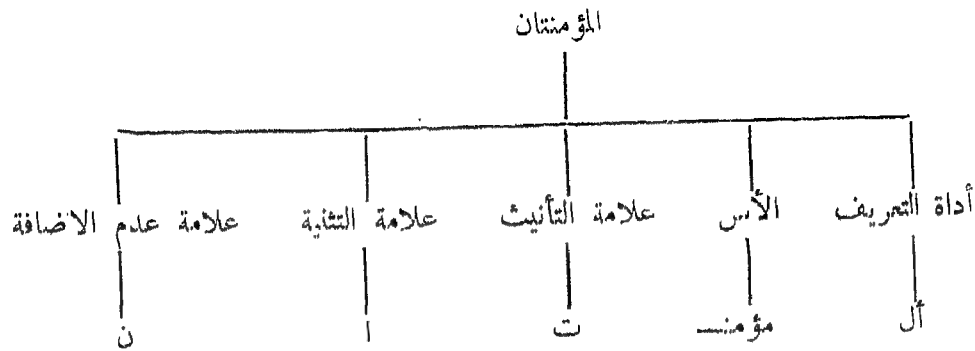 المؤمنتان
أداة التعريف الأس علامة التأنيث علامة التثنية علامة عدم الاضافة
أل مؤمنـ ت ا ن